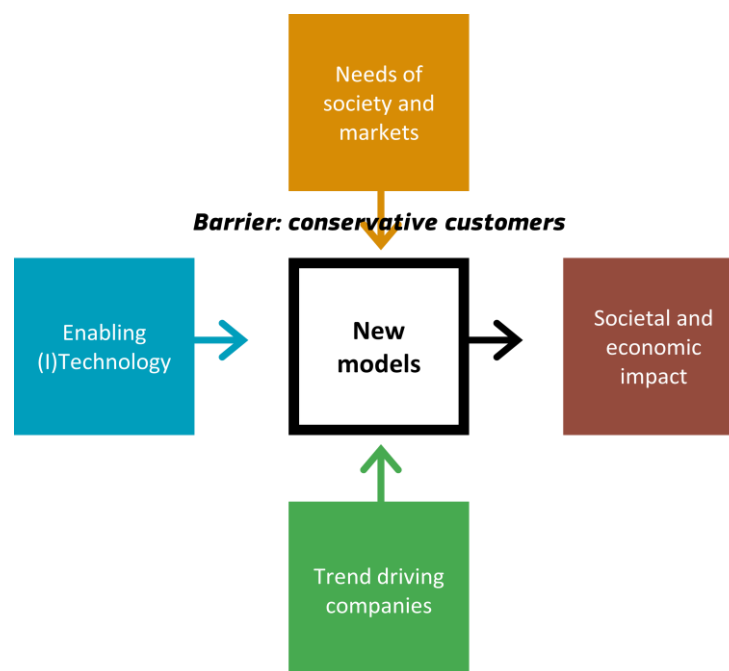 Needs of
society and
markets
Barrier: conservative customers
Enabling
(I)Technology
New
models
Societal and
economic
impact
Trend driving
companies